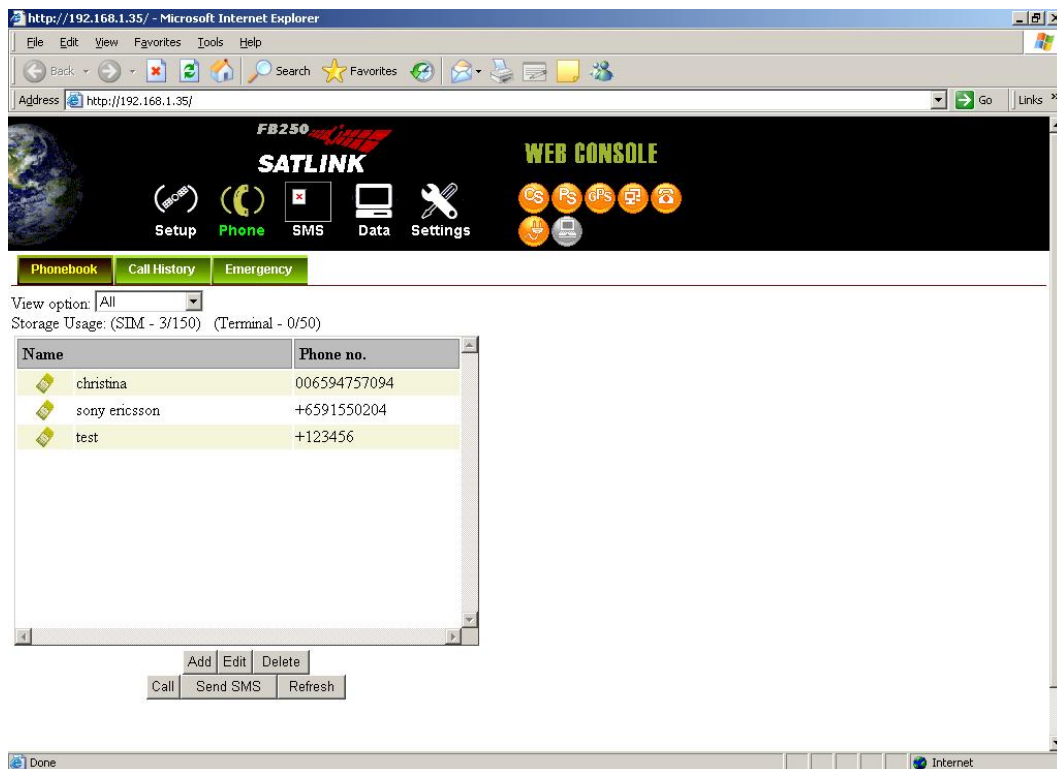 http://192.168.1.35/ - Microsoft Internet Explorer
File Edit View Favorites Tools Help
Back Search Favorites
Address http://192.168.1.35/ Go Links »
FB250
SATLINK
WEB CONSOLE
CS PS GPS
Setup Phone SMS Data Settings
Phonebook Call History Emergency
View option: All
Storage Usage: (SIM - 3/150) (Terminal - 0/50)
Name Phone no.
christina 006594757094
sony ericsson +6591550204
test +123456
Add Edit Delete
Call Send SMS Refresh
Done Internet